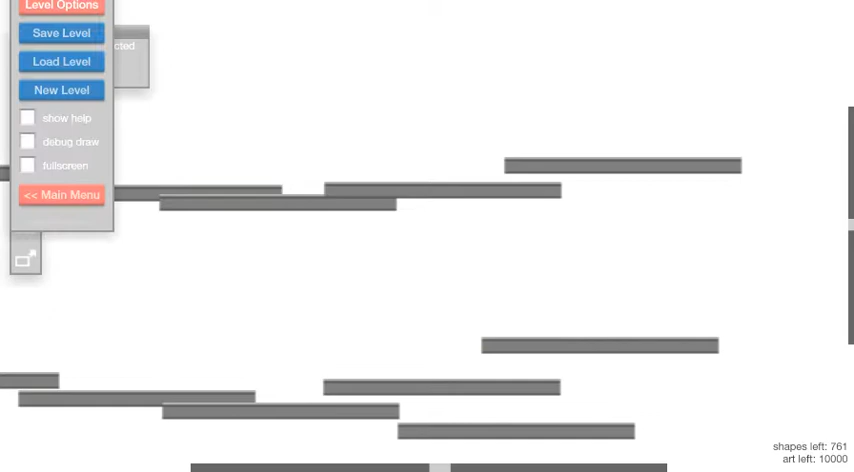 Level Options
Save Level
cted
Load Level
New Level
show help
debug draw
fullscreen
<< Main Menu
shapes left: 761
art left: 10000